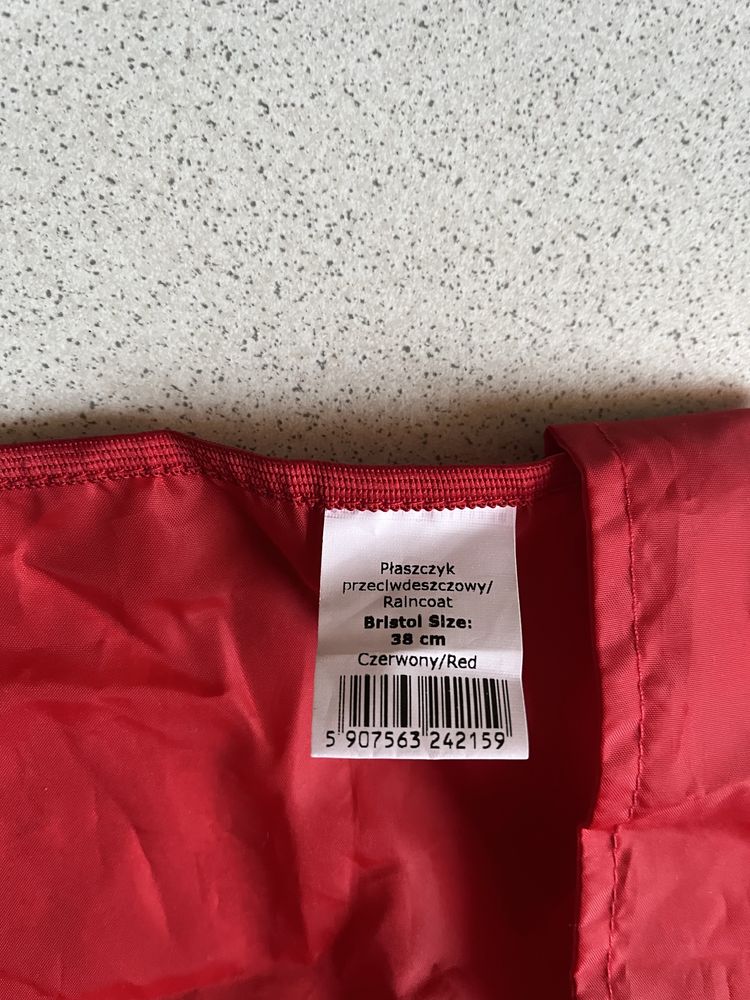 Płaszczyk
przeciwdeszczowy/
Raincoat
Bristol Size:
38 cm
Czerwony/Red
5 907563 242159